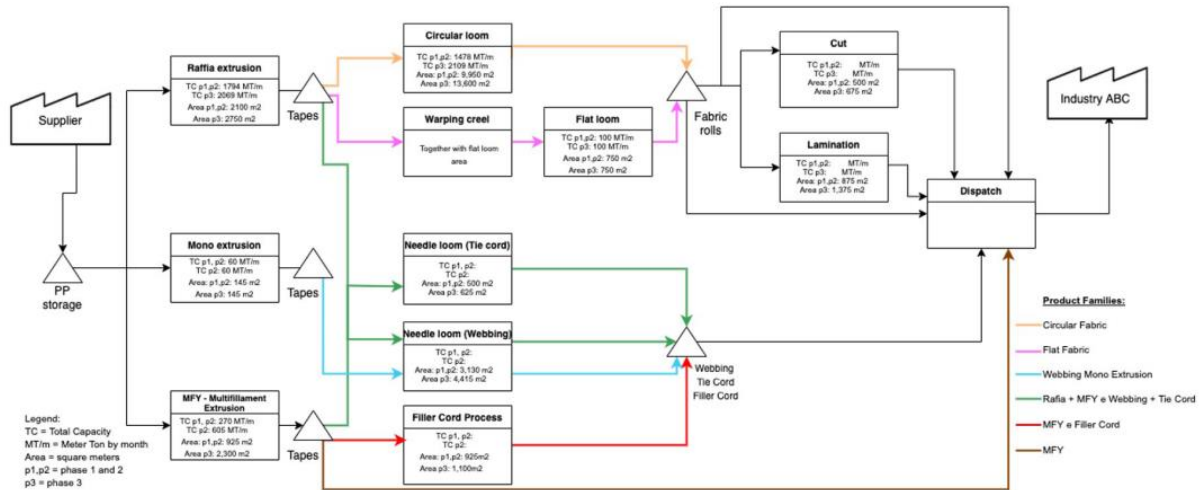 Supplier
PP
storage
Raffia extrusion
TC p1,p2: 1794 MT/m
TC p3: 2069 MT/m
Area p1,p2: 2100 m2
Area p3: 2750 m2
Tapes
Mono extrusion
TC p1, p2: 60 MT/m
TC p2: 60 MT/m
Area: p1,p2: 145 m2
Area p3: 145 m2
Tapes
MFY - Multifillament
Extrusion
TC p1, p2: 270 MT/m
TC p2: 605 MT/m
Area: p1,p2: 925 m2
Area p3: 2,300 m2
Tapes
Circular loom
TC p1,p2: 1478 MT/m
TC p3: 2109 MT/m
Area: p1,p2: 9,950 m2
Area p3: 13,600 m2
Warping creel
Together with flat loom
area
Flat loom
TC p1,p2: 100 MT/m
TC p3: 100 MT/m
Area p1,p2: 750 m2
Area p3: 750 m2
Needle loom (Tie cord)
TC p1, p2:
TC p2:
Area: p1,p2: 500 m2
Area p3: 625 m2
Needle loom (Webbing)
TC p1, p2:
TC p2:
Area: p1,p2: 3,130 m2
Area p3: 4,415 m2
Filler Cord Process
TC p1, p2:
TC p2:
Area: p1,p2: 925m2
Area p3: 1,100m2
Fabric
rolls
Webbing
Tie Cord
Filler Cord
Cut
TC p1,p2: MT/m
TC p3: MT/m
Area: p1,p2: 500 m2
Area p3: 675 m2
Lamination
TC p1,p2: MT/m
TC p3: MT/m
Area: p1,p2: 875 m2
Area p3: 1,375 m2
Dispatch
Industry ABC
Product Families:
Circular Fabric
Flat Fabric
Webbing Mono Extrusion
Rafia + MFY e Webbing + Tie Cord
MFY e Filler Cord
MFY
Legend:
TC = Total Capacity
MT/m = Meter Ton by month
Area = square meters
p1,p2 = phase 1 and 2
p3 = phase 3